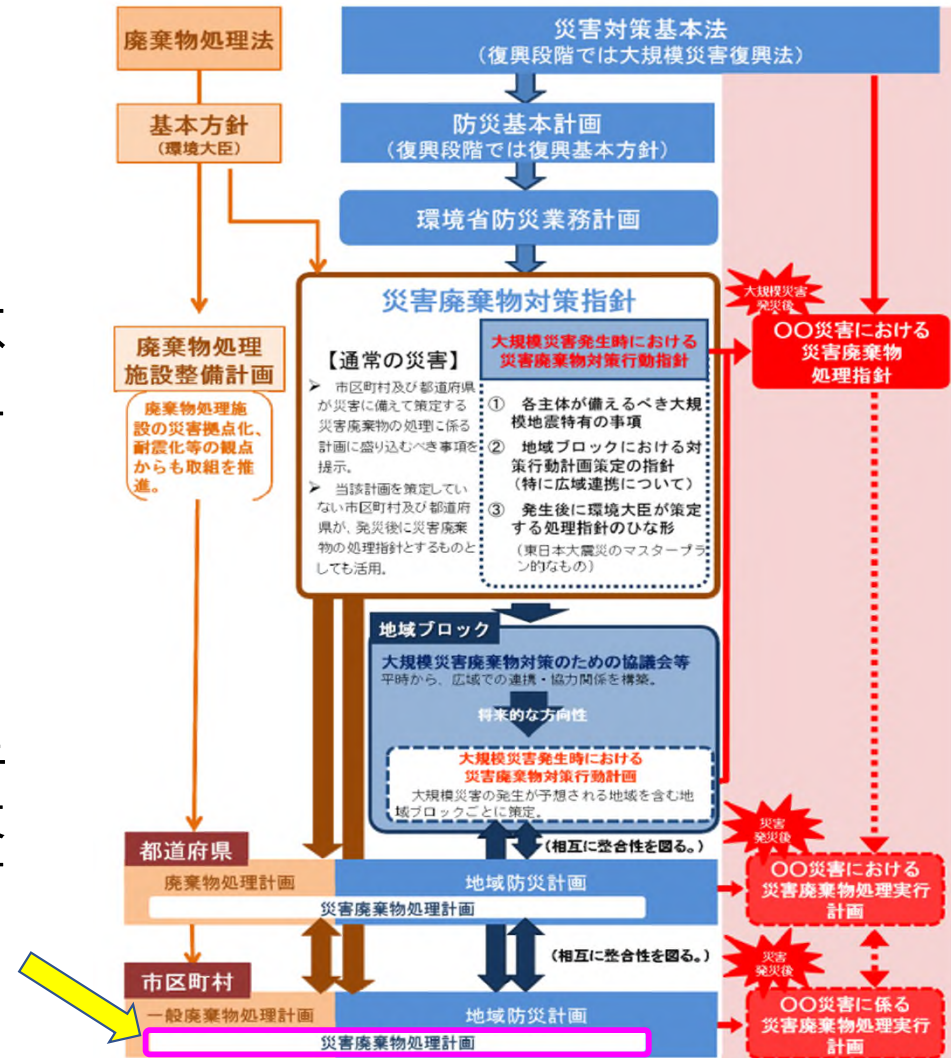 廃棄物処理法
災害対策基本法
（復興段階では大規模災害復興法）
基本方針
（環境大臣）
防災基本計画
（復興段階では復興基本方針）
環境省防災業務計画
災害廃棄物対策指針
【通常の災害】
➢ 市区町村及び都道府県
が災害に備えて策定する
災害廃棄物の処理に係る
計画に盛り込むべき事項を
提示。
➢ 当該計画を策定してい
ない市区町村及び都道府
県が、発災後に災害廃棄
物の処理指針とするものと
しても活用。
大規模災害発生時における
災害廃棄物対策行動指針
① 各主体が備えるべき大規
模地震特有の事項
② 地域ブロックにおける対
策行動計画策定の指針
（特に広域連携について）
③ 発生後に環境大臣が策定
する処理指針のひな形
（東日本大震災のマスタープラ
ン的なもの）
大規模災害
発災後
〇〇災害における
災害廃棄物
処理指針
廃棄物処理
施設整備計画
廃棄物処理施
設の災害拠点化、
耐震化等の観点
からも取組を推
進。
地域ブロック
大規模災害廃棄物対策のための協議会等
平時から、広域での連携・協力関係を構築。
将来的な方向性
大規模災害発生時における
災害廃棄物対策行動計画
大規模災害の発生が予想される地域を含む地
域ブロックごとに策定。
（相互に整合性を図る。）
都道府県
廃棄物処理計画
地域防災計画
災害廃棄物処理計画
災害
発災後
〇〇災害における
災害廃棄物処理実行
計画
（相互に整合性を図る。）
市区町村
一般廃棄物処理計画
地域防災計画
災害廃棄物処理計画
災害
発災後
〇〇災害に係る
災害廃棄物処理実行
計画